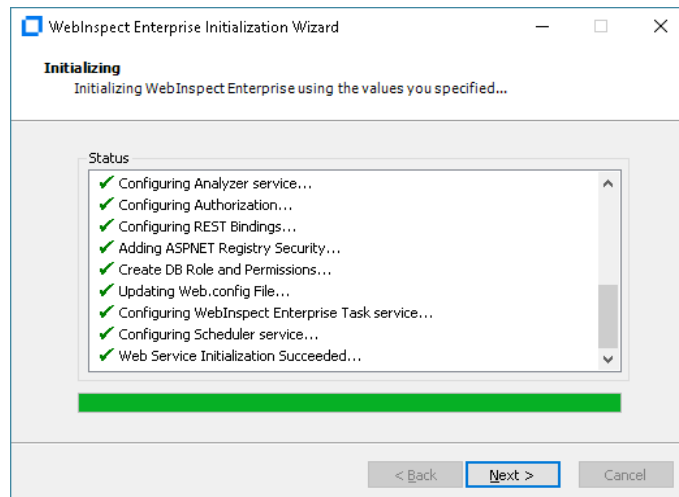 WebInspect Enterprise Initialization Wizard
Initializing
Initializing WebInspect Enterprise using the values you specified...
Status
Configuring Analyzer service...
Configuring Authorization...
Configuring REST Bindings...
Adding ASPNET Registry Security...
Create DB Role and Permissions...
Updating Web.config File...
Configuring WebInspect Enterprise Task service...
Configuring Scheduler service...
Web Service Initialization Succeeded...
< Back
Next >
Cancel